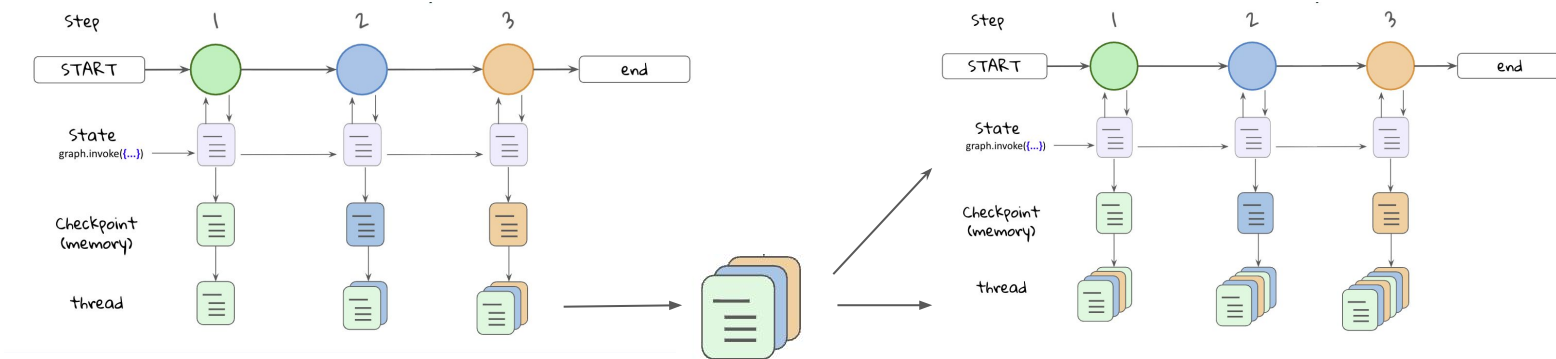 Step 1 2 3
START end
State
graph.invoke({...})
Checkpoint
(memory)
thread
Step 1 2 3
START end
State
graph.invoke({...})
Checkpoint
(memory)
thread